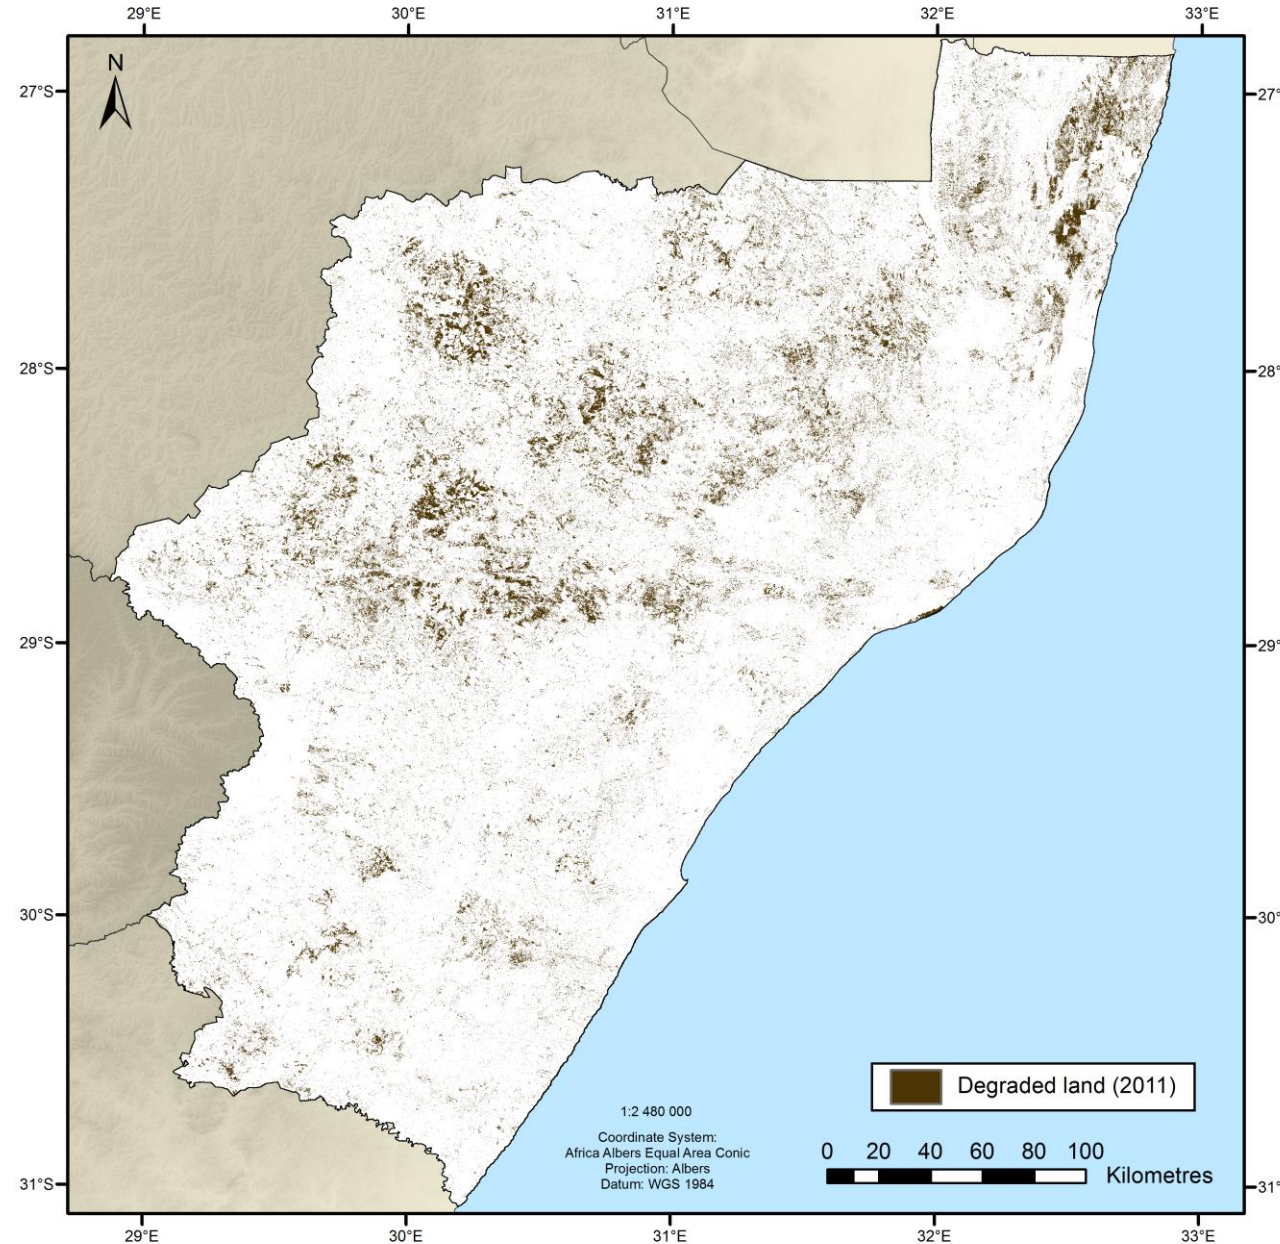 29°E 30°E 31°E 32°E 33°E
N
27°S 27°
28°S 28°
29°S 29°
30°S 30°
Degraded land (2011)
1:2 480 000
Coordinate System:
Africa Albers Equal Area Conic
Projection: Albers
Datum: WGS 1984
0 20 40 60 80 100
Kilometres
31°S 31°
29°E 30°E 31°E 32°E 33°E